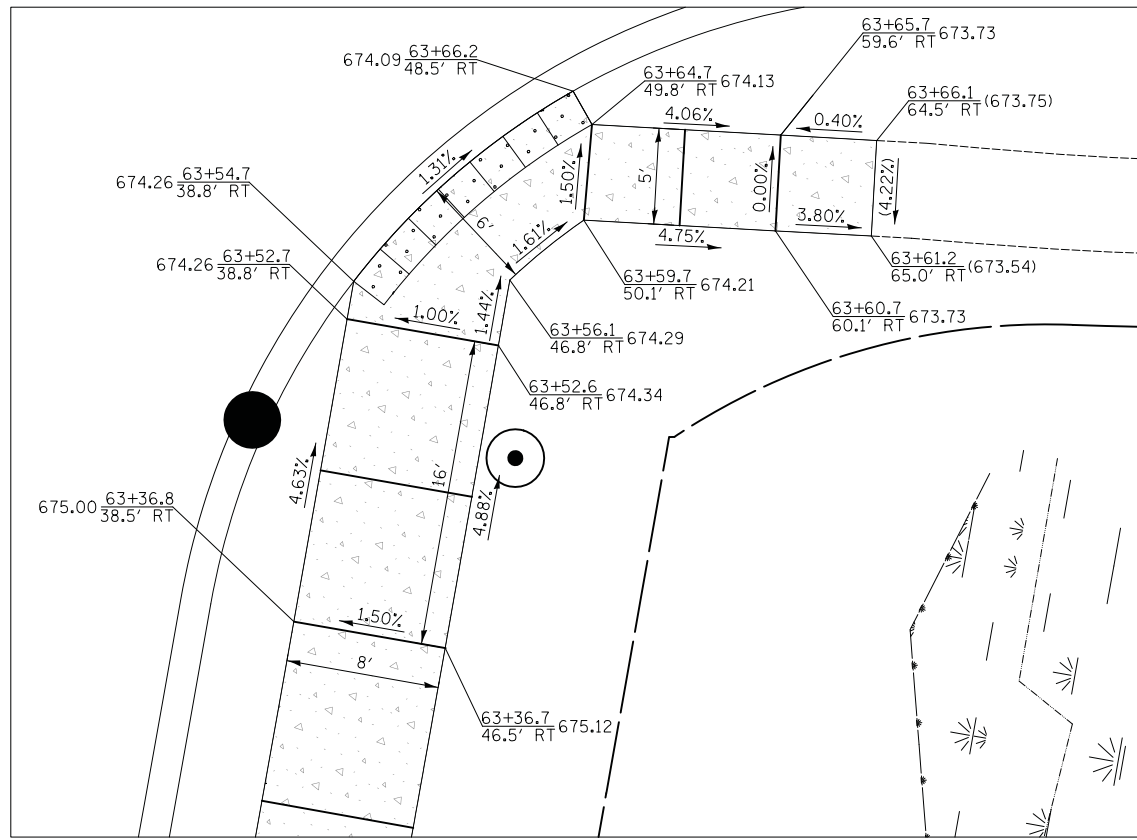 63+65.7
59.6' RT 673.73
674.09 63+66.2
48.5' RT
63+64.7
49.8' RT 674.13
63+66.1
64.5' RT (673.75)
4.06%
0.40%
1.31%
674.26 63+54.7
38.8' RT
5'
1.50%
0.00%
(4.22%)
6'
3.80%
1.61%
4.75%
674.26 63+52.7
38.8' RT
63+59.7
50.1' RT 674.21
63+61.2
65.0' RT (673.54)
1.44%
1.00%
63+60.7
60.1' RT 673.73
63+56.1
46.8' RT 674.29
63+52.6
46.8' RT 674.34
16'
4.63%
4.88%
675.00 63+36.8
38.5' RT
1.50%
8'
63+36.7
46.5' RT 675.12